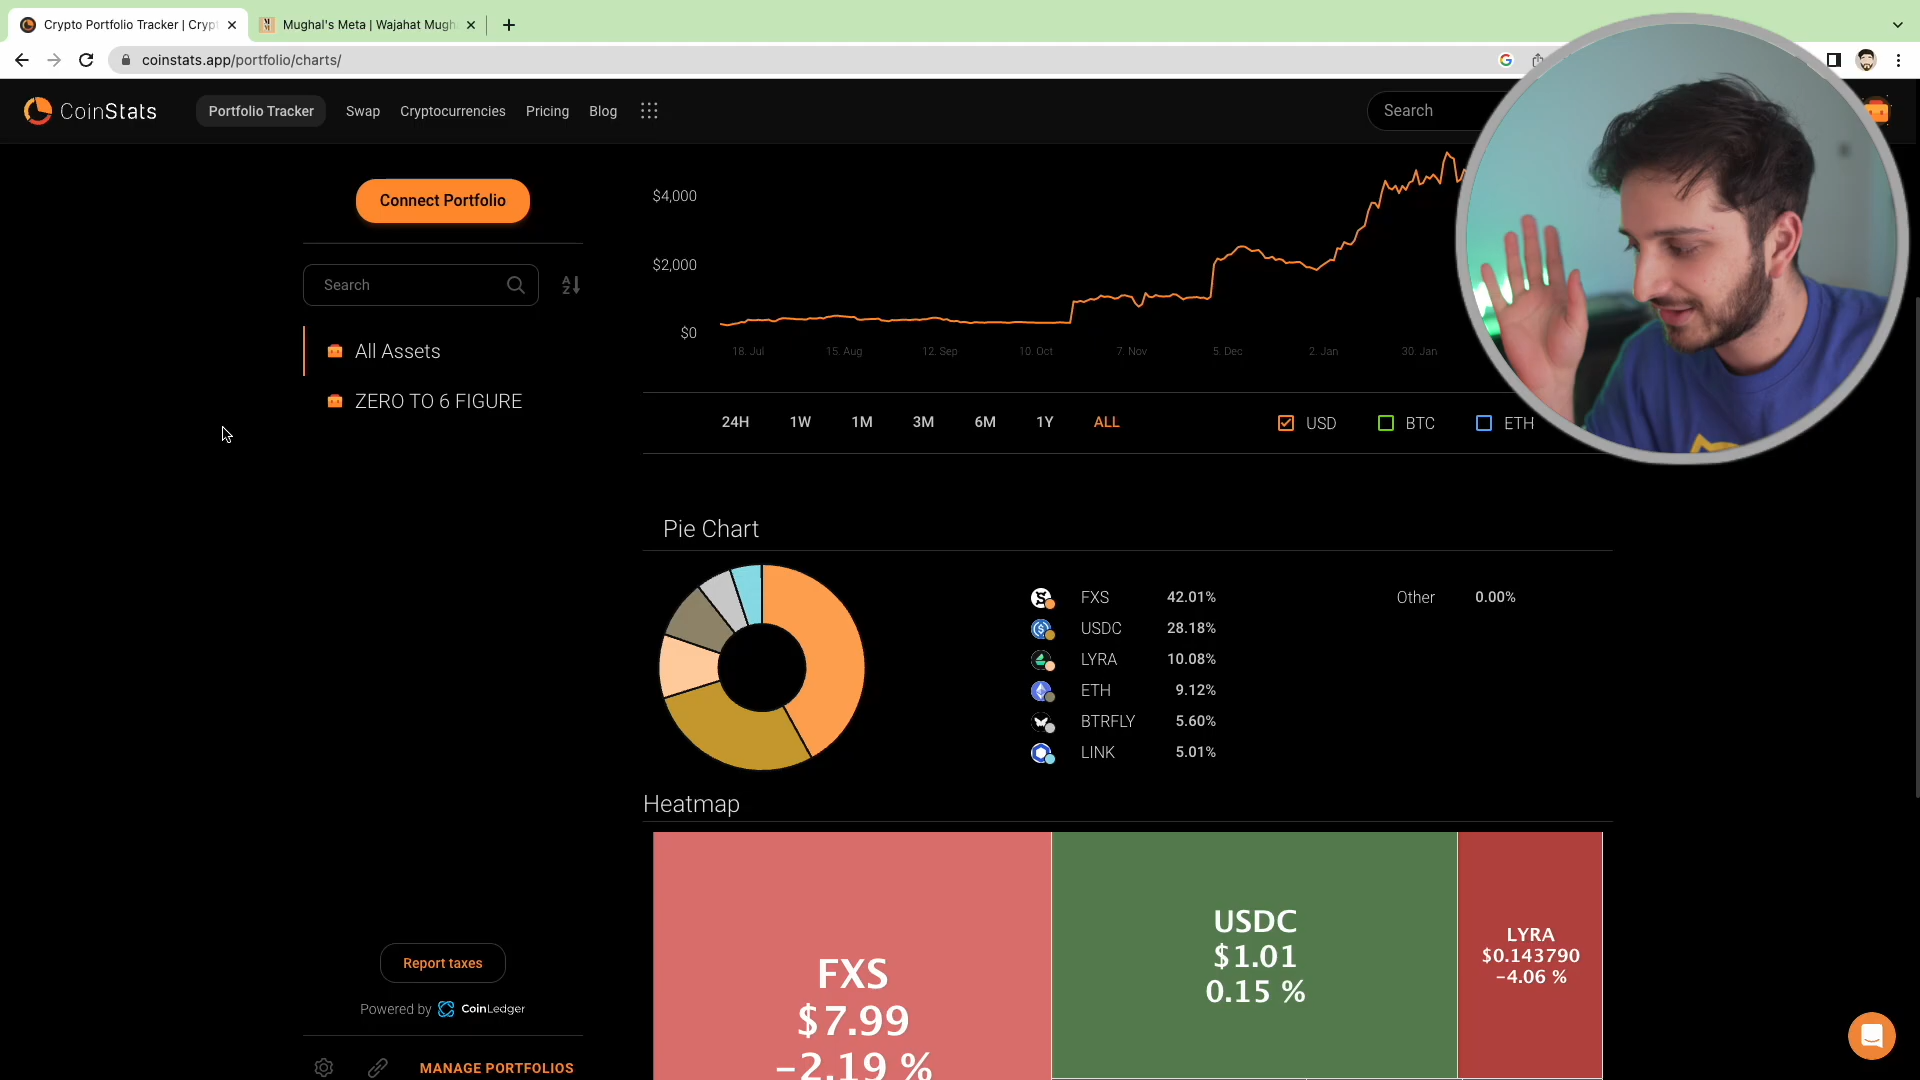 Crypto Portfolio Tracker | Crypt
Mughal's Meta | Wajahat Mugh
coinstats.app/portfolio/charts/
CoinStats
Portfolio Tracker
Swap
Cryptocurrencies
Pricing
Blog
Search
Connect Portfolio
Search
All Assets
ZERO TO 6 FIGURE
$4,000
$2,000
$0
18. Jul
15. Aug
12. Sep
10. Oct
7. Nov
5. Dec
2. Jan
30. Jan
24H
1W
1M
3M
6M
1Y
ALL
USD
BTC
ETH
Pie Chart
FXS 42.01%
USDC 28.18%
LYRA 10.08%
ETH 9.12%
BTRFLY 5.60%
LINK 5.01%
Other 0.00%
Heatmap
FXS
$7.99
−2.19 %
USDC
$1.01
0.15 %
LYRA
$0.143790
−4.06 %
Report taxes
Powered by CoinLedger
MANAGE PORTFOLIOS